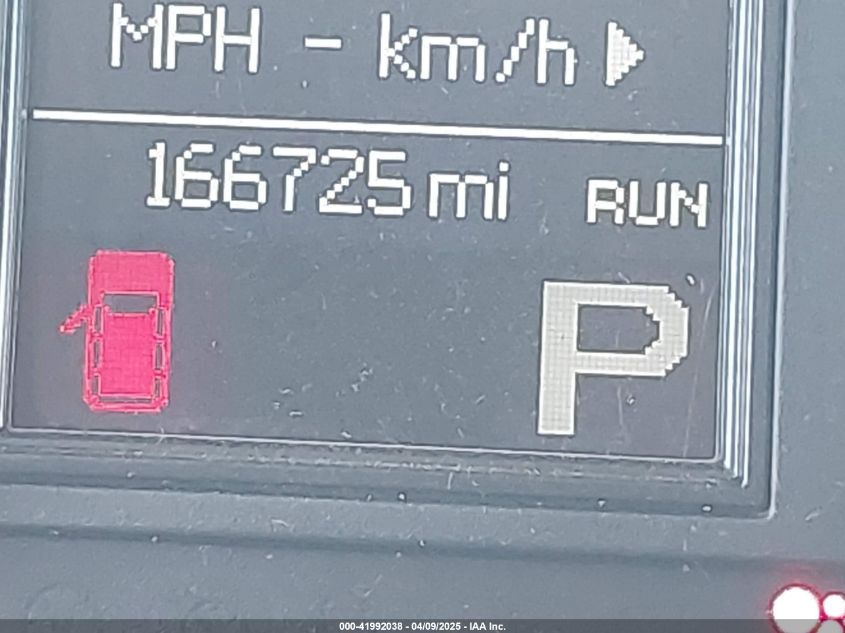 MPH - km/h
166725 mi RUN
P
000-41992038 - 04/09/2025 - IAA Inc.